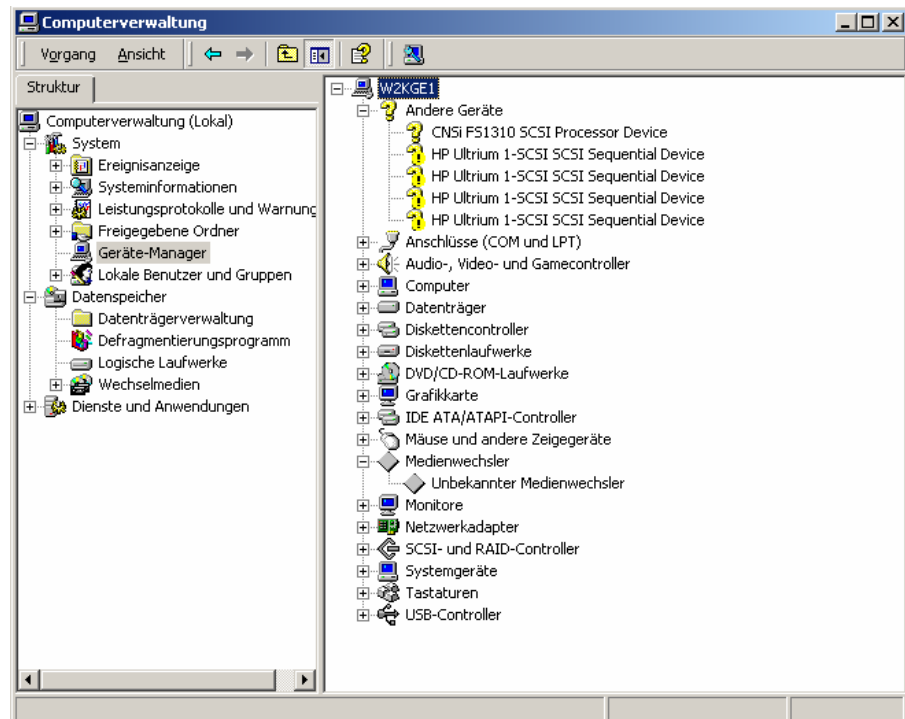 Computerverwaltung
Vorgang Ansicht
Struktur
Computerverwaltung (Lokal)
System
Ereignisanzeige
Systeminformationen
Leistungsprotokolle und Warnung
Freigegebene Ordner
Geräte-Manager
Lokale Benutzer und Gruppen
Datenspeicher
Datenträgerverwaltung
Defragmentierungsprogramm
Logische Laufwerke
Wechselmedien
Dienste und Anwendungen
W2KGE1
Andere Geräte
CNSi FS1310 SCSI Processor Device
HP Ultrium 1-SCSI SCSI Sequential Device
HP Ultrium 1-SCSI SCSI Sequential Device
HP Ultrium 1-SCSI SCSI Sequential Device
HP Ultrium 1-SCSI SCSI Sequential Device
Anschlüsse (COM und LPT)
Audio-, Video- und Gamecontroller
Computer
Datenträger
Diskettencontroller
Diskettenlaufwerke
DVD/CD-ROM-Laufwerke
Grafikkarte
IDE ATA/ATAPI-Controller
Mäuse und andere Zeigegeräte
Medienwechsler
Unbekannter Medienwechsler
Monitore
Netzwerkadapter
SCSI- und RAID-Controller
Systemgeräte
Tastaturen
USB-Controller